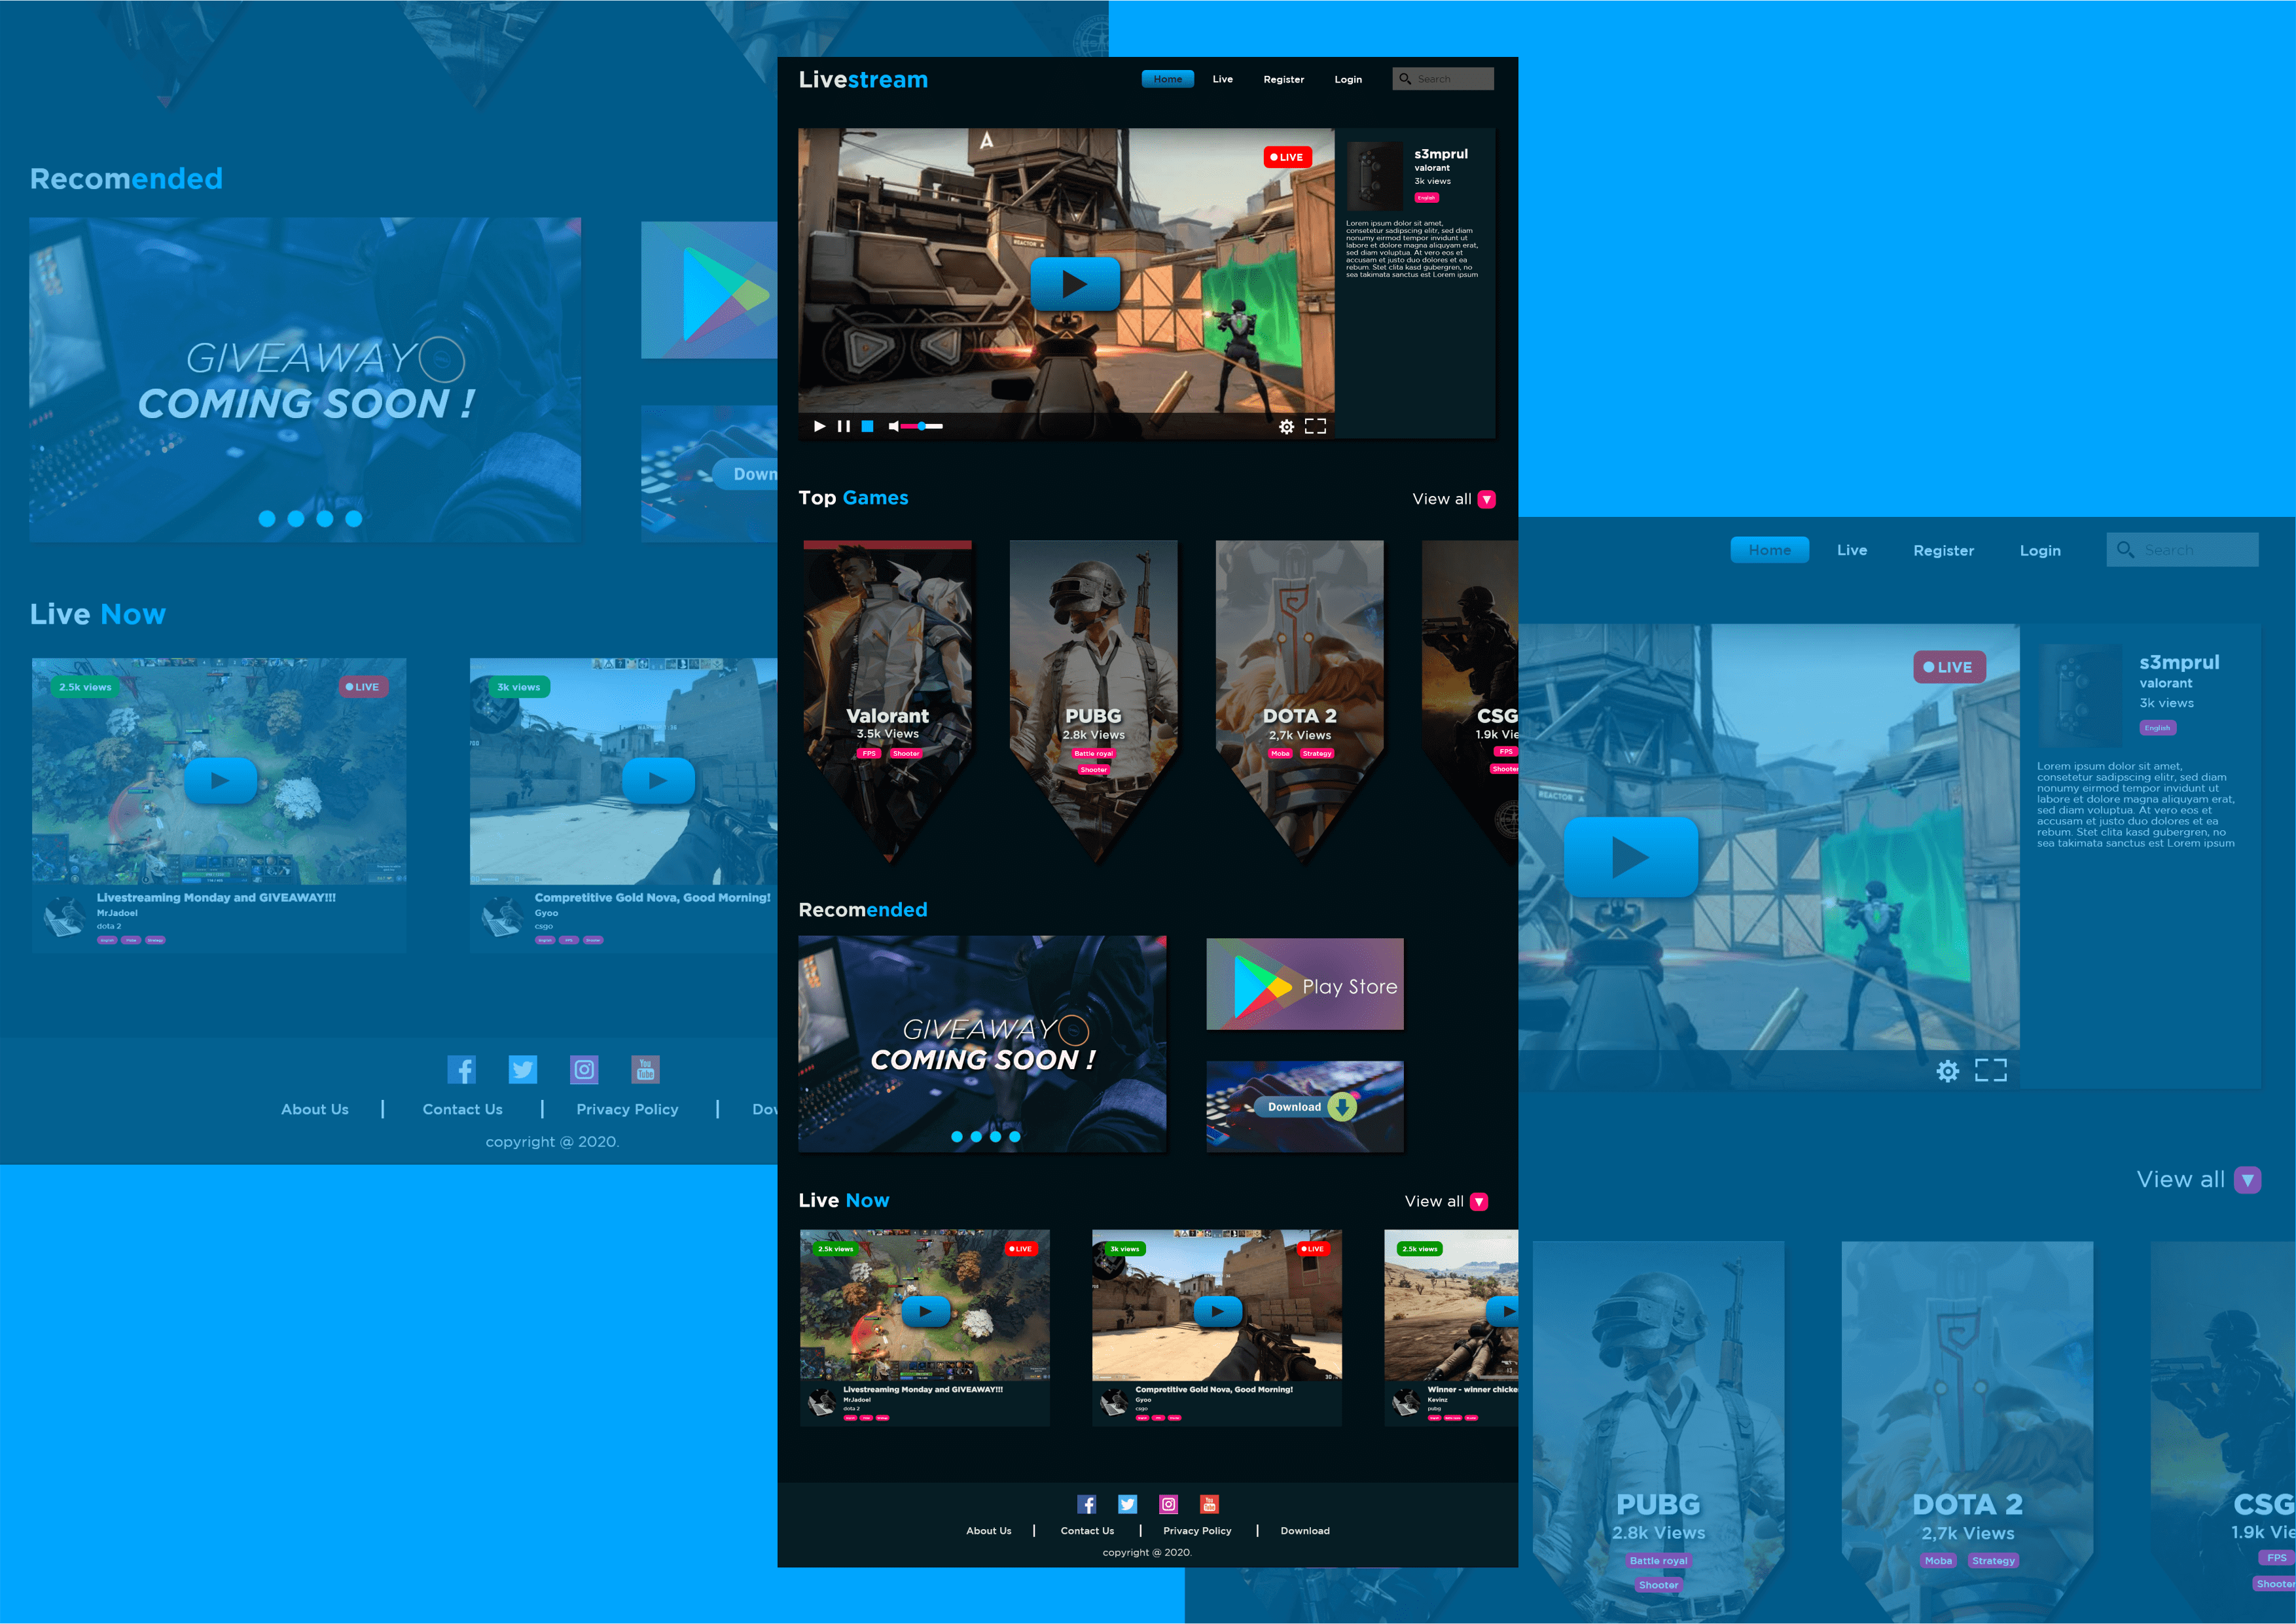 Recomended
GIVEAWAY
COMING SOON !
Down
Live Now
2.5k views
LIVE
3k views
Livestreaming Monday and GIVEAWAY!!!
MrJadoel
dota 2
Compretitive Gold Nova, Good Morning!
Gyoo
csgo
You
Tube
About Us | Contact Us | Privacy Policy | Dow
copyright @ 2020.
Livestream
Home
Live
Register
Login
Search
A
LIVE
REACTOR A
s3mprul
valorant
3k views
English
Lorem ipsum dolor sit amet,
consetetur sadipscing elitr, sed diam
nonumy eirmod tempor invidunt ut
labore et dolore magna aliquyam erat,
sed diam voluptua. At vero eos et
accusam et justo duo dolores et ea
rebum. Stet clita kasd gubergren, no
sea takimata sanctus est Lorem ipsum
Top Games
View all
Valorant
3.5k Views
FPS Shooter
PUBG
2.8k Views
Battle royal
Shooter
DOTA 2
2,7k Views
Moba Strategy
CSG
1.9k Vie
FPS
Shooter
Recomended
GIVEAWAY
COMING SOON !
Play Store
Download
Live Now
View all
2.5k views
LIVE
Livestreaming Monday and GIVEAWAY!!!
MrJadoel
dota 2
3k views
LIVE
Compretitive Gold Nova, Good Morning!
Gyoo
csgo
2.5k views
Winner - winner chicke
Kevinz
pubg
You
Tube
About Us | Contact Us | Privacy Policy | Download
copyright @ 2020.
Home
Live
Register
Login
Search
LIVE
REACTOR A
s3mprul
valorant
3k views
English
Lorem ipsum dolor sit amet,
consetetur sadipscing elitr, sed diam
nonumy eirmod tempor invidunt ut
labore et dolore magna aliquyam erat,
sed diam voluptua. At vero eos et
accusam et justo duo dolores et ea
rebum. Stet clita kasd gubergren, no
sea takimata sanctus est Lorem ipsum
View all
PUBG
2.8k Views
Battle royal
Shooter
DOTA 2
2,7k Views
Moba Strategy
CSG
1.9k Vie
FPS
Shooter